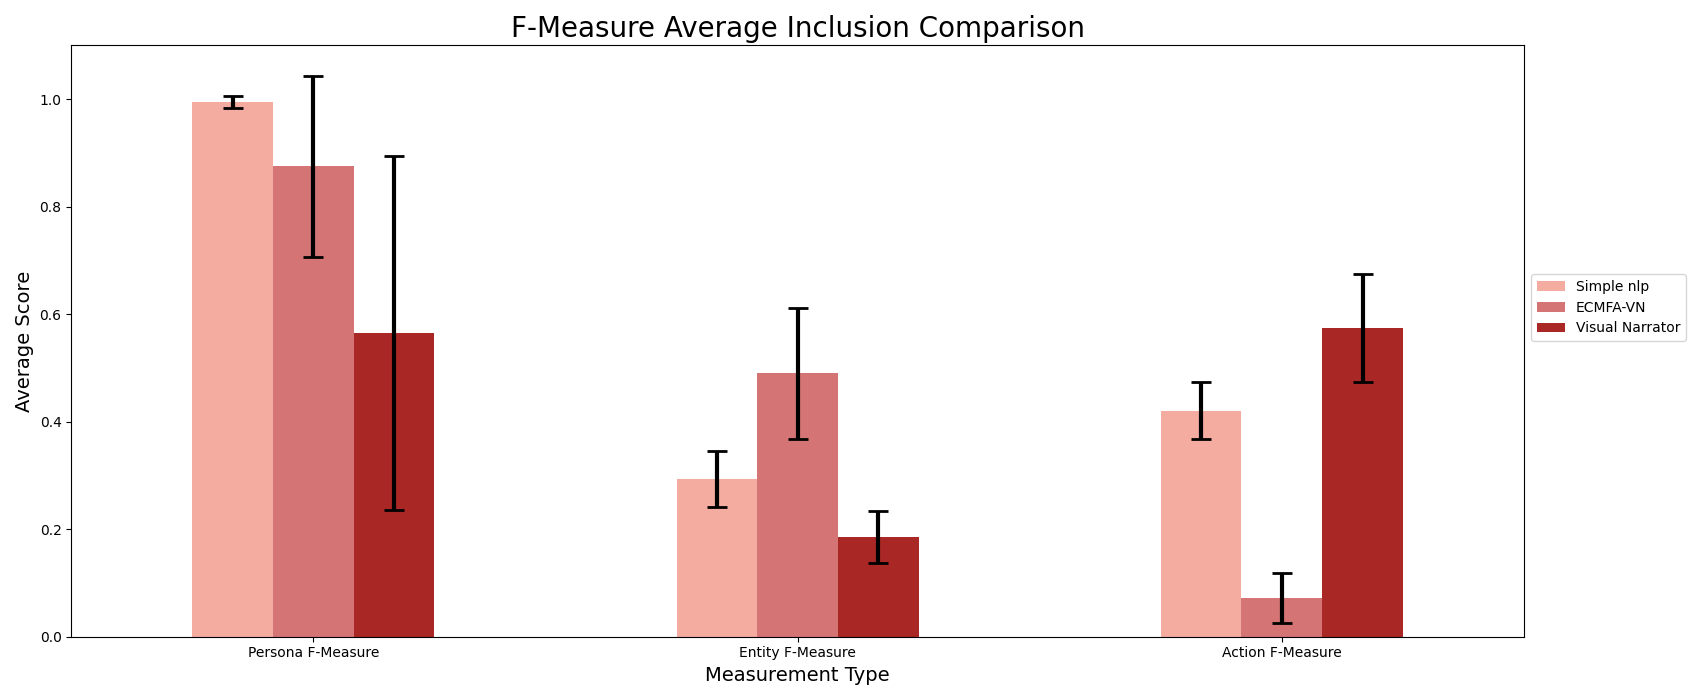 F-Measure Average Inclusion Comparison
Average Score
1.0
0.8
0.6
0.4
0.2
0.0
Persona F-Measure
Entity F-Measure
Action F-Measure
Measurement Type
Simple nlp
ECMFA-VN
Visual Narrator